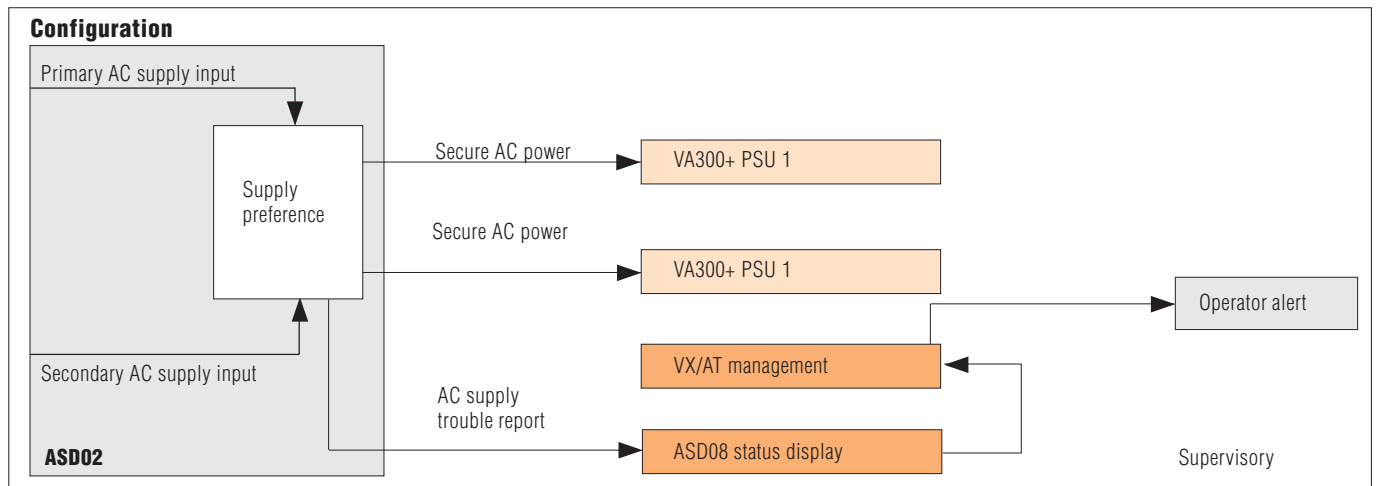 Configuration
Primary AC supply input
Secure AC power
VA300+ PSU 1
Supply
preference
Secure AC power
VA300+ PSU 1
Operator alert
VX/AT management
Secondary AC supply input
AC supply
trouble report
ASD02
ASD08 status display
Supervisory